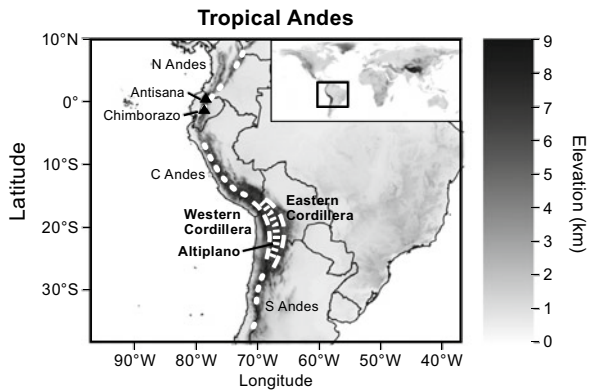 Tropical Andes
10°N
0°
10°S
20°S
30°S
Latitude
N Andes
Antisana
Chimborazo
C Andes
Western
Cordillera
Eastern
Cordillera
Altiplano
S Andes
90°W 80°W 70°W 60°W 50°W 40°W
Longitude
9
8
7
6
5
4
3
2
1
0
Elevation (km)